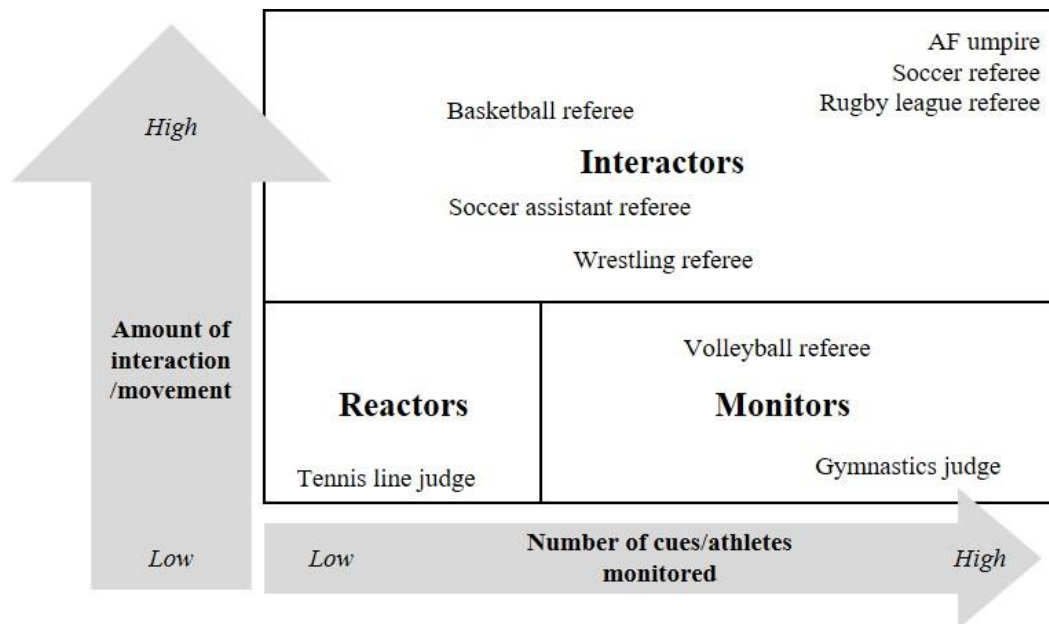 AF umpire
Soccer referee
Rugby league referee
Basketball referee
High
Interactors
Soccer assistant referee
Wrestling referee
Amount of
interaction
/movement
Volleyball referee
Reactors
Monitors
Tennis line judge
Gymnastics judge
Low
Low
Number of cues/athletes
monitored
High